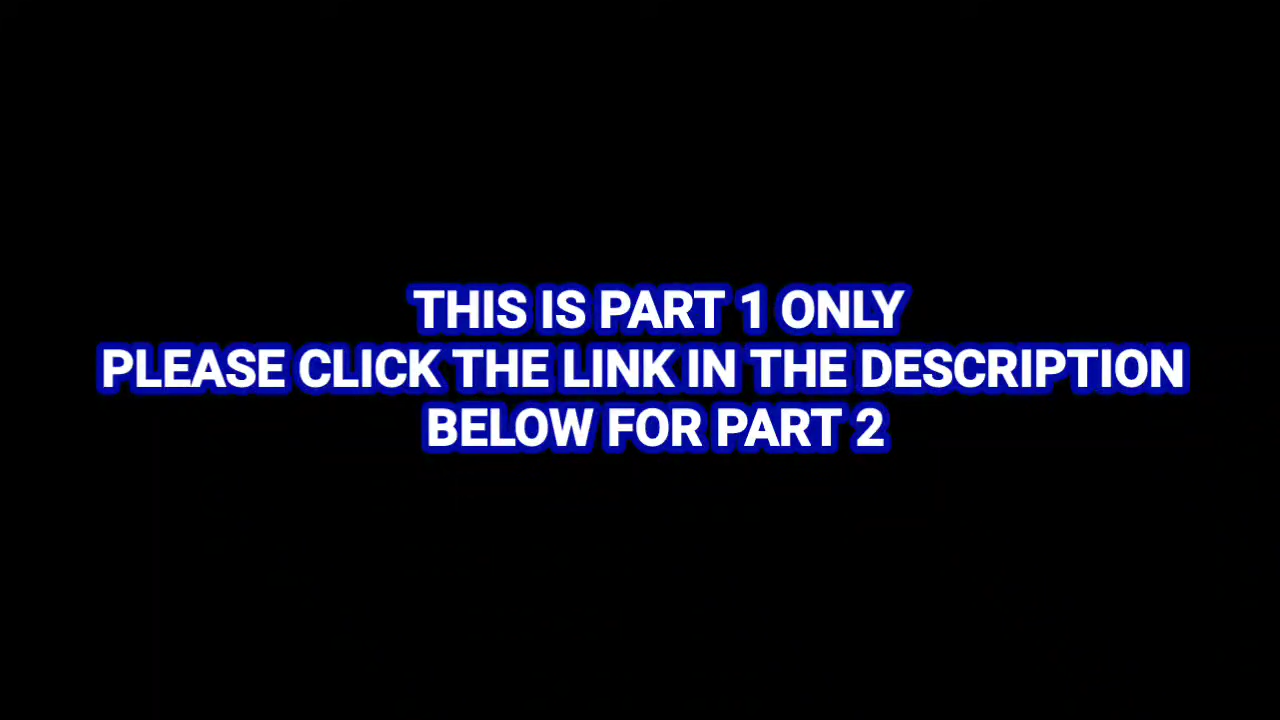 THIS IS PART 1 ONLY
PLEASE CLICK THE LINK IN THE DESCRIPTION
BELOW FOR PART 2